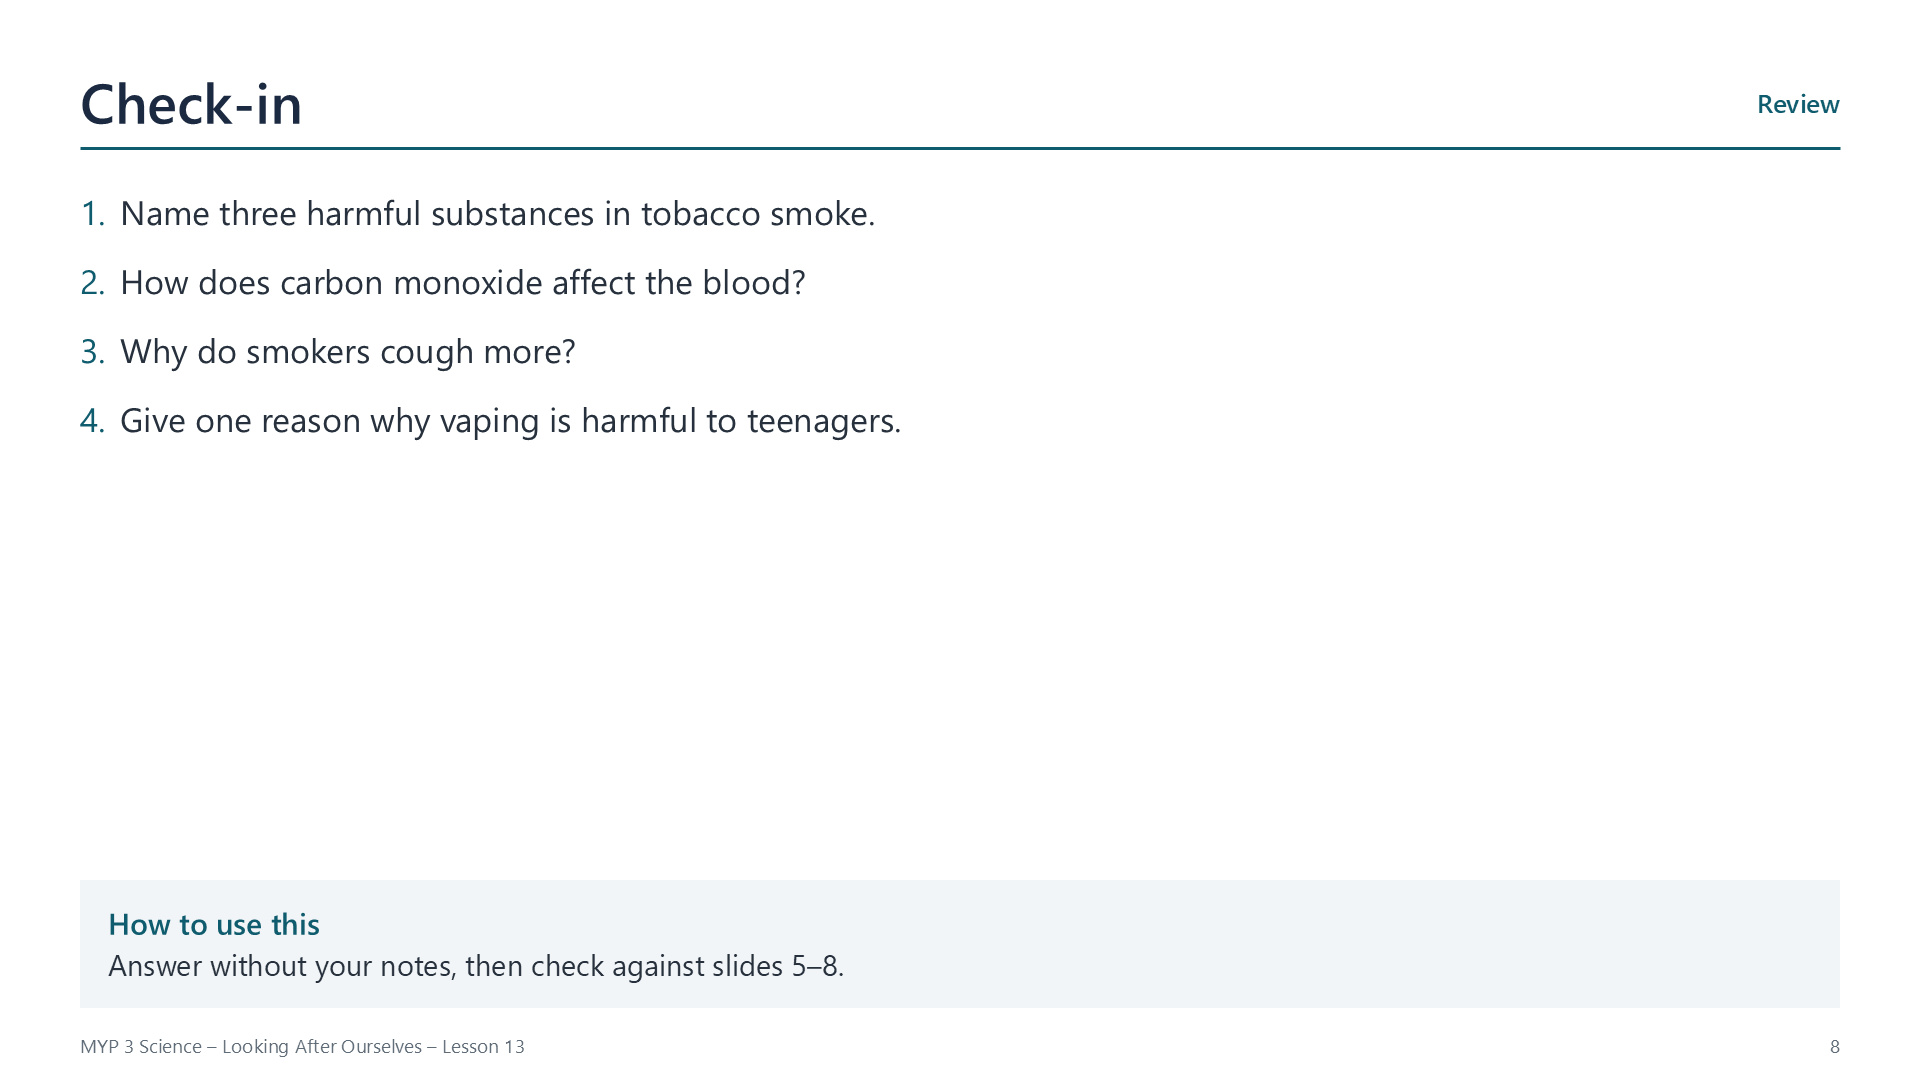 Check-in
Review
1. Name three harmful substances in tobacco smoke.
2. How does carbon monoxide affect the blood?
3. Why do smokers cough more?
4. Give one reason why vaping is harmful to teenagers.
How to use this
Answer without your notes, then check against slides 5–8.
MYP 3 Science – Looking After Ourselves – Lesson 13
8